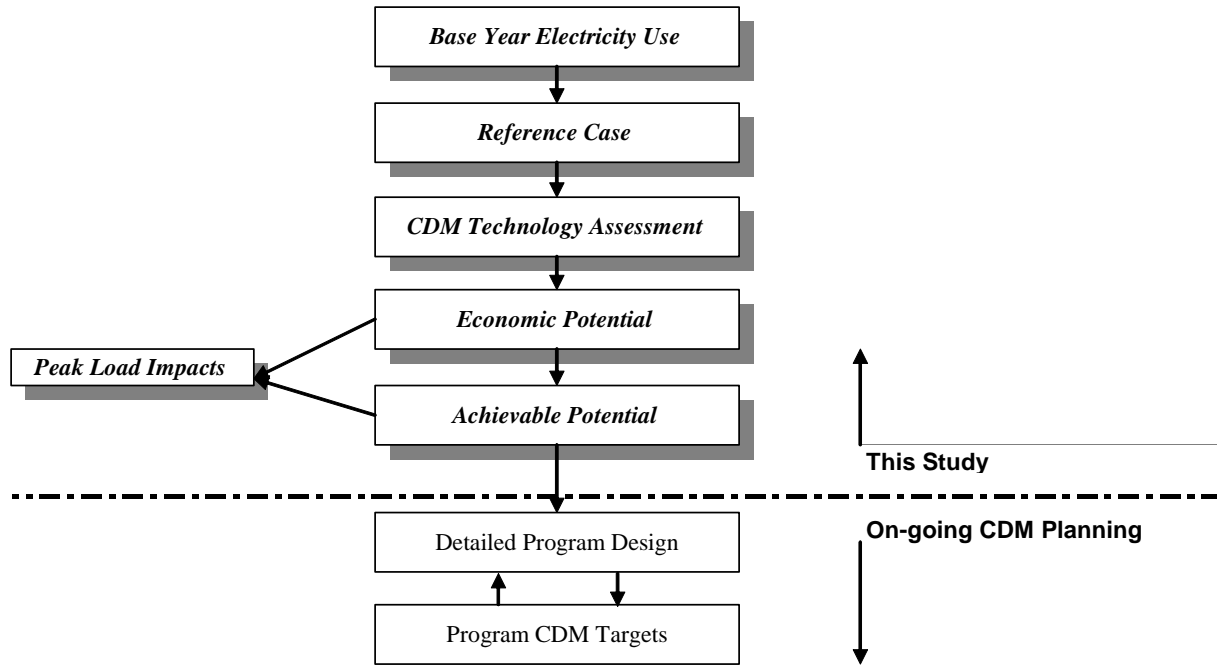 Base Year Electricity Use
Reference Case
CDM Technology Assessment
Economic Potential
Peak Load Impacts
Achievable Potential
This Study
On-going CDM Planning
Detailed Program Design
Program CDM Targets